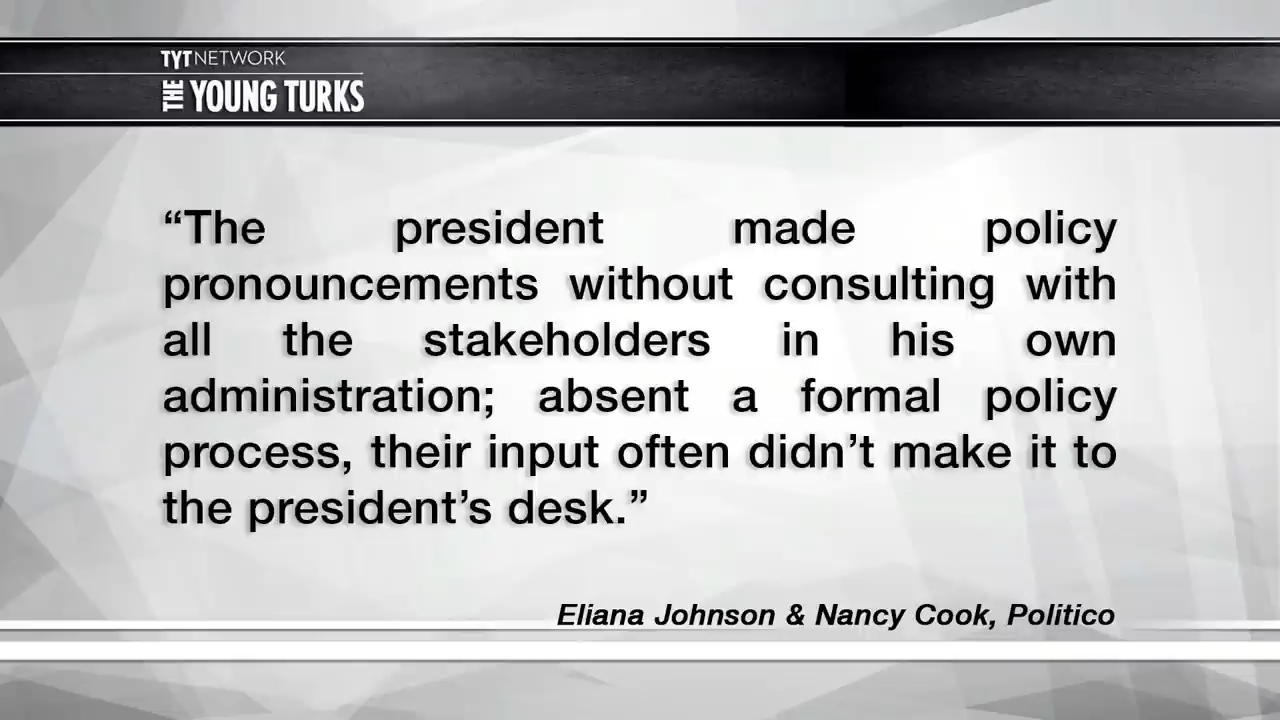 TYTNETWORK
THE YOUNG TURKS
“The president made policy
pronouncements without consulting with
all the stakeholders in his own
administration; absent a formal policy
process, their input often didn’t make it to
the president’s desk.”
Eliana Johnson & Nancy Cook, Politico